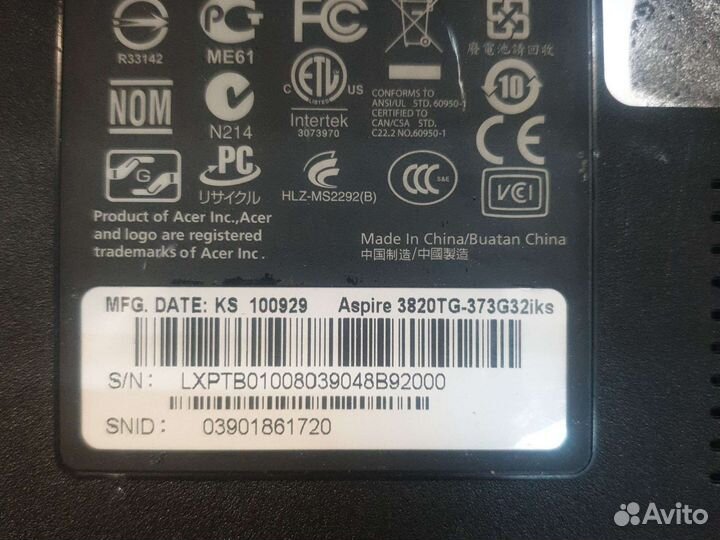 R33142
ME61
FC
廢電池請回收
NOM
N214
ETL
C US
LISTED
Intertek
3073970
CONFORMS TO
ANSI/UL STD. 60950-1
CERTIFIED TO
CAN/CSA STD.
C22.2 NO.60950-1
10
CE
G
PC
リサイクル
HLZ-MS2292(B)
CCC
S&E
VCI
Product of Acer Inc.,Acer
and logo are registered
trademarks of Acer Inc .
Made In China/Buatan China
中国制造/中國製造
MFG. DATE: KS 100929 Aspire 3820TG-373G32iks
S/N: LXPTB01008039048B92000
SNID: 03901861720
Avito